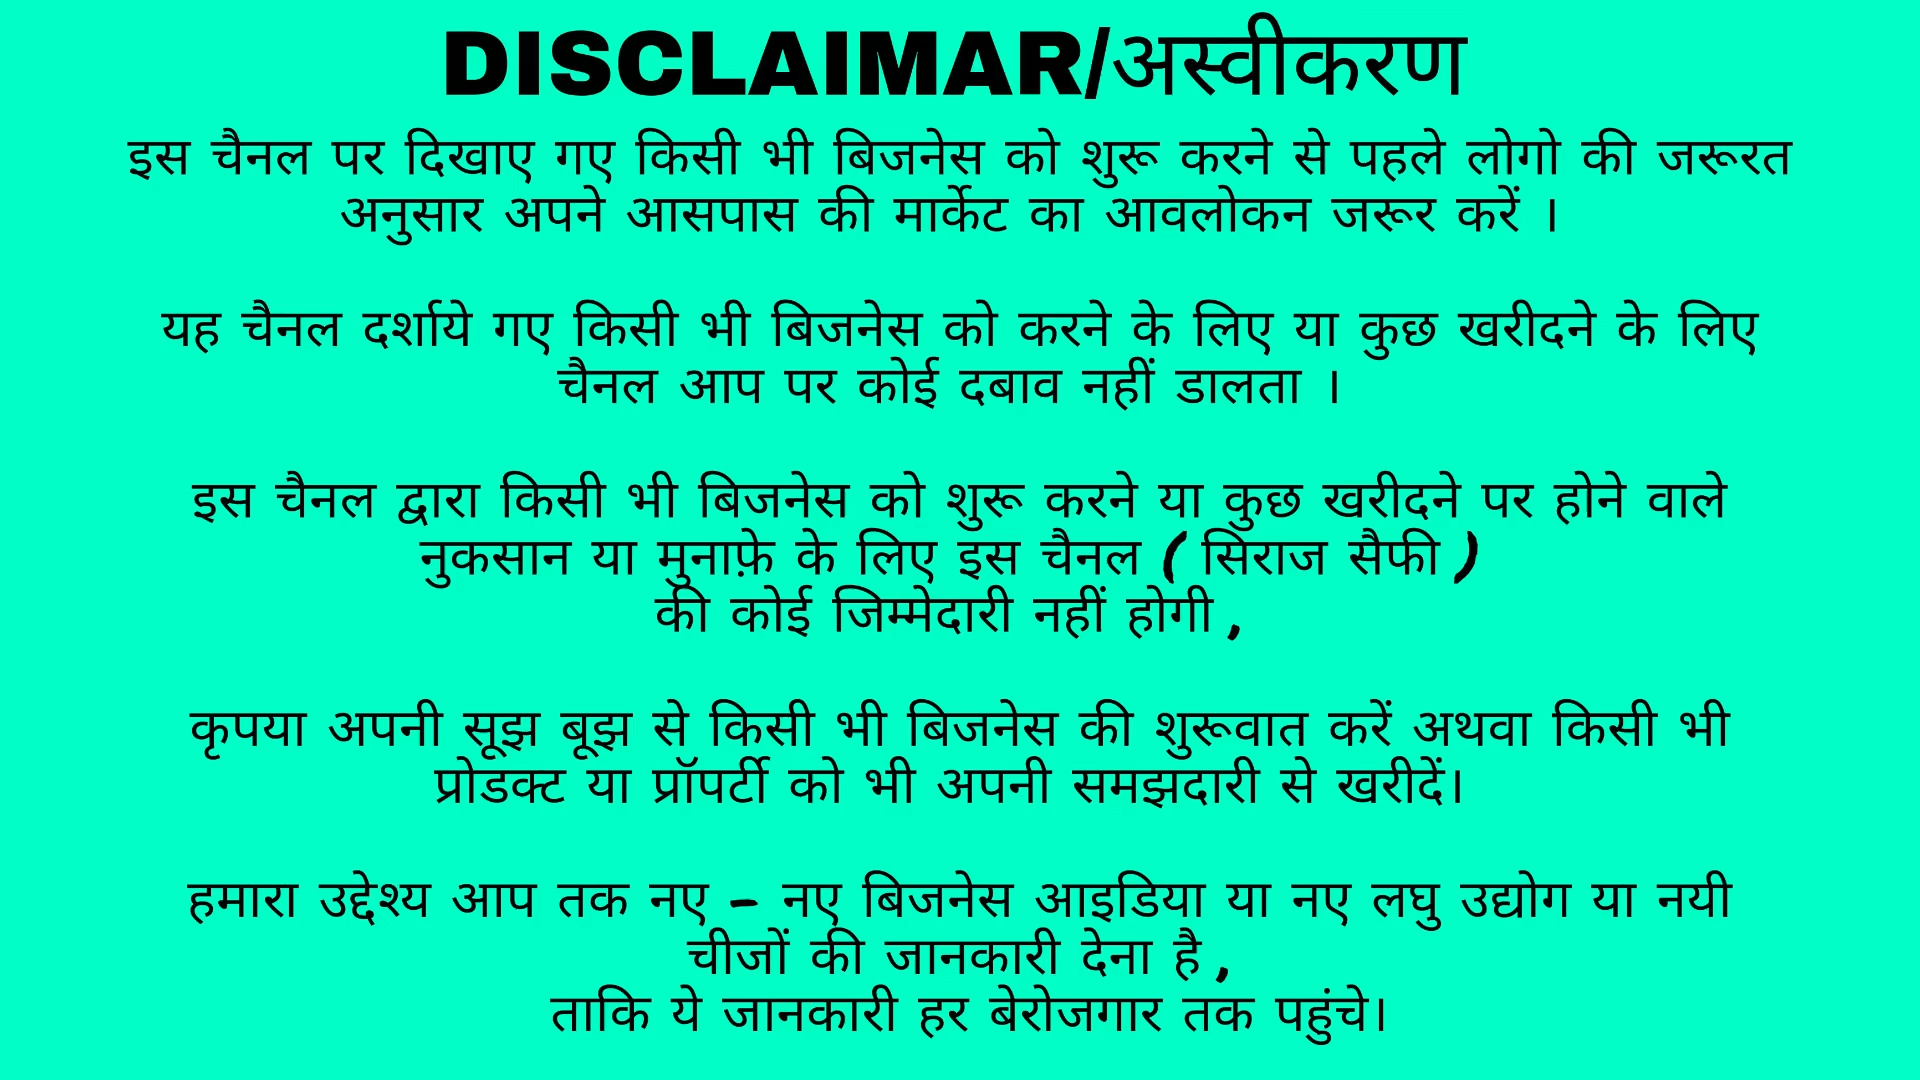 DISCLAIMAR/अस्वीकरण
इस चैनल पर दिखाए गए किसी भी बिजनेस को शुरू करने से पहले लोगो की जरूरत
अनुसार अपने आसपास की मार्केट का आवलोकन जरूर करें ।
यह चैनल दर्शाये गए किसी भी बिजनेस को करने के लिए या कुछ खरीदने के लिए
चैनल आप पर कोई दबाव नहीं डालता ।
इस चैनल द्वारा किसी भी बिजनेस को शुरू करने या कुछ खरीदने पर होने वाले
नुकसान या मुनाफ़े के लिए इस चैनल ( सिराज सैफी )
की कोई जिम्मेदारी नहीं होगी ,
कृपया अपनी सूझ बूझ से किसी भी बिजनेस की शुरूवात करें अथवा किसी भी
प्रोडक्ट या प्रॉपर्टी को भी अपनी समझदारी से खरीदें।
हमारा उद्देश्य आप तक नए - नए बिजनेस आइडिया या नए लघु उद्योग या नयी
चीजों की जानकारी देना है ,
ताकि ये जानकारी हर बेरोजगार तक पहुंचे।